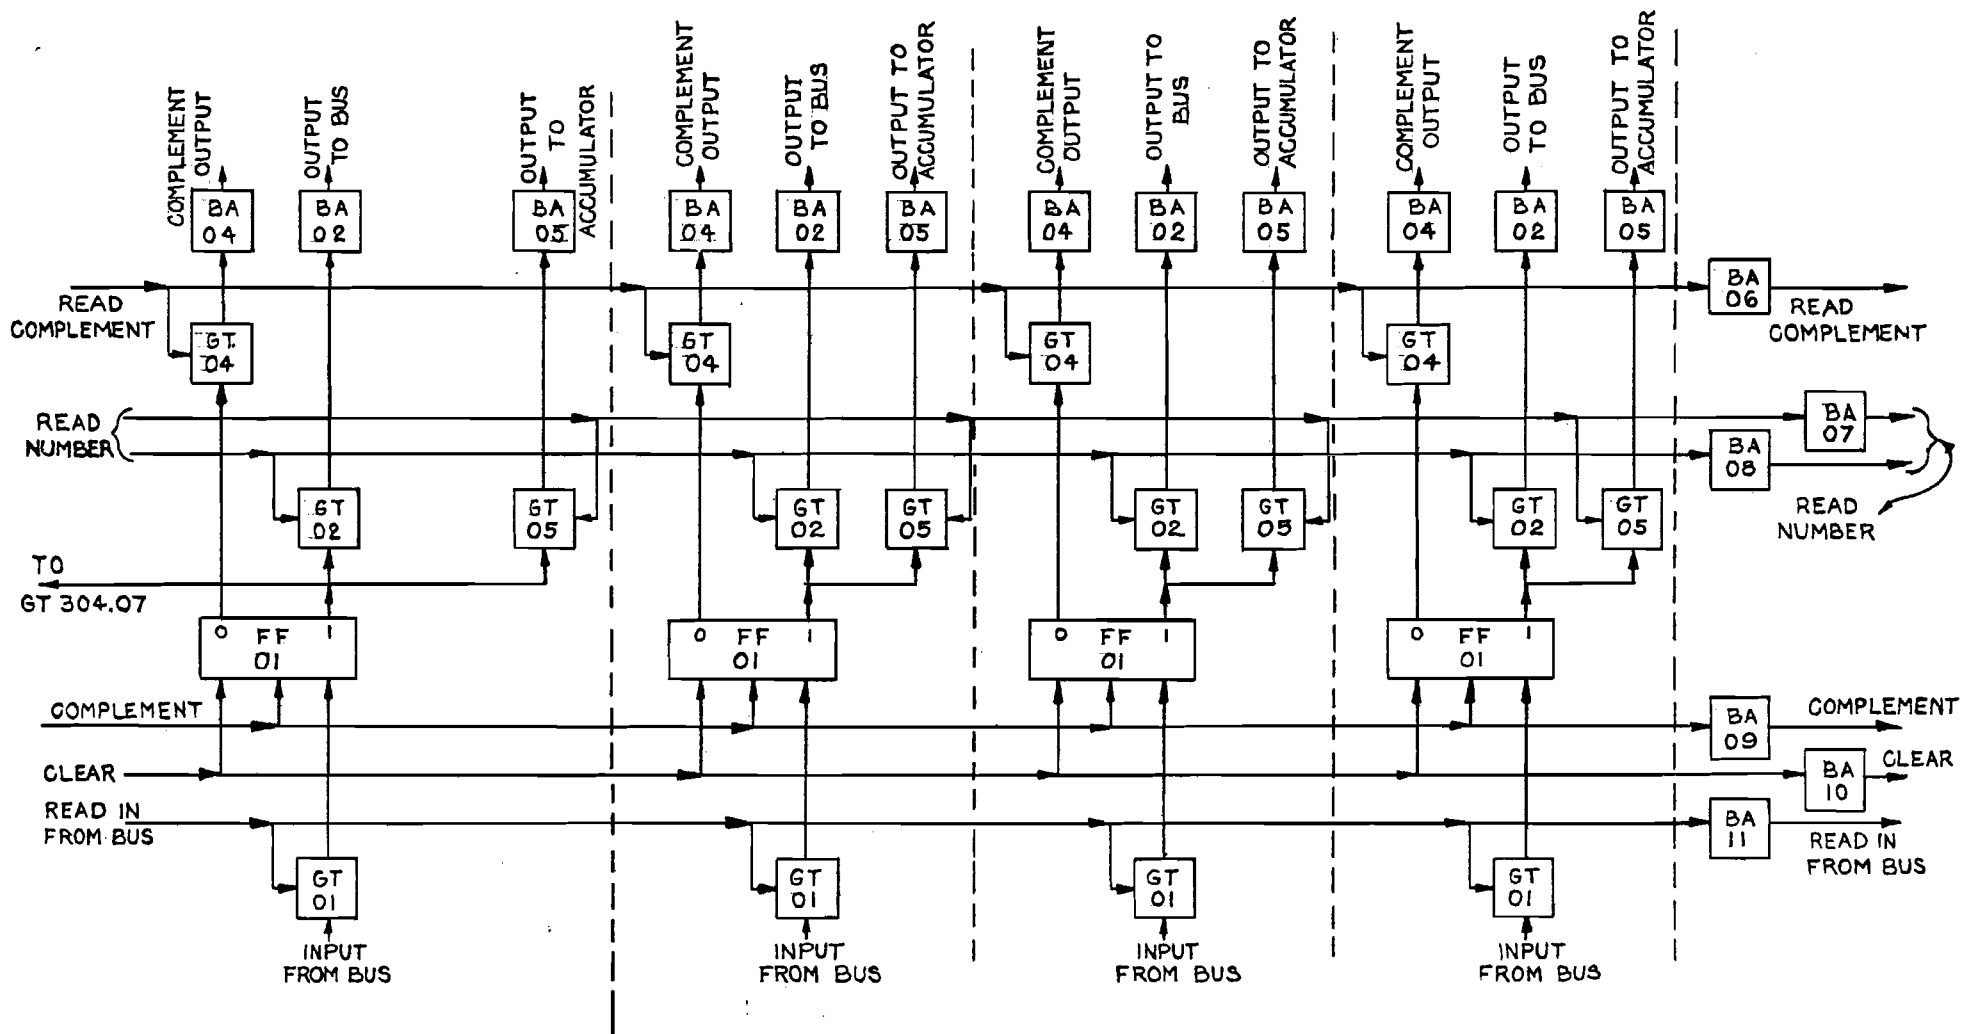 COMPLEMENT
OUTPUT
OUTPUT
TO BUS
OUTPUT
TO
ACCUMULATOR
COMPLEMENT
OUTPUT
OUTPUT
TO BUS
OUTPUT TO
ACCUMULATOR
COMPLEMENT
OUTPUT
OUTPUT TO
BUS
OUTPUT TO
ACCUMULATOR
COMPLEMENT
OUTPUT
OUTPUT
TO BUS
OUTPUT TO
ACCUMULATOR
BA
04
BA
02
BA
05
BA
04
BA
02
BA
05
BA
04
BA
02
BA
05
BA
04
BA
02
BA
05
READ
COMPLEMENT
BA
06
READ
COMPLEMENT
GT
04
GT
04
GT
04
GT
04
READ
NUMBER
BA
07
BA
08
READ
NUMBER
GT
02
GT
05
GT
02
GT
05
GT
02
GT
05
GT
02
GT
05
TO
GT 304.07
0 FF 1
01
0 FF 1
01
0 FF 1
01
0 FF 1
01
COMPLEMENT
BA
09
COMPLEMENT
CLEAR
BA
10
CLEAR
READ IN
FROM BUS
BA
11
READ IN
FROM BUS
GT
01
GT
01
GT
01
GT
01
INPUT
FROM BUS
INPUT
FROM BUS
INPUT
FROM BUS
INPUT
FROM BUS